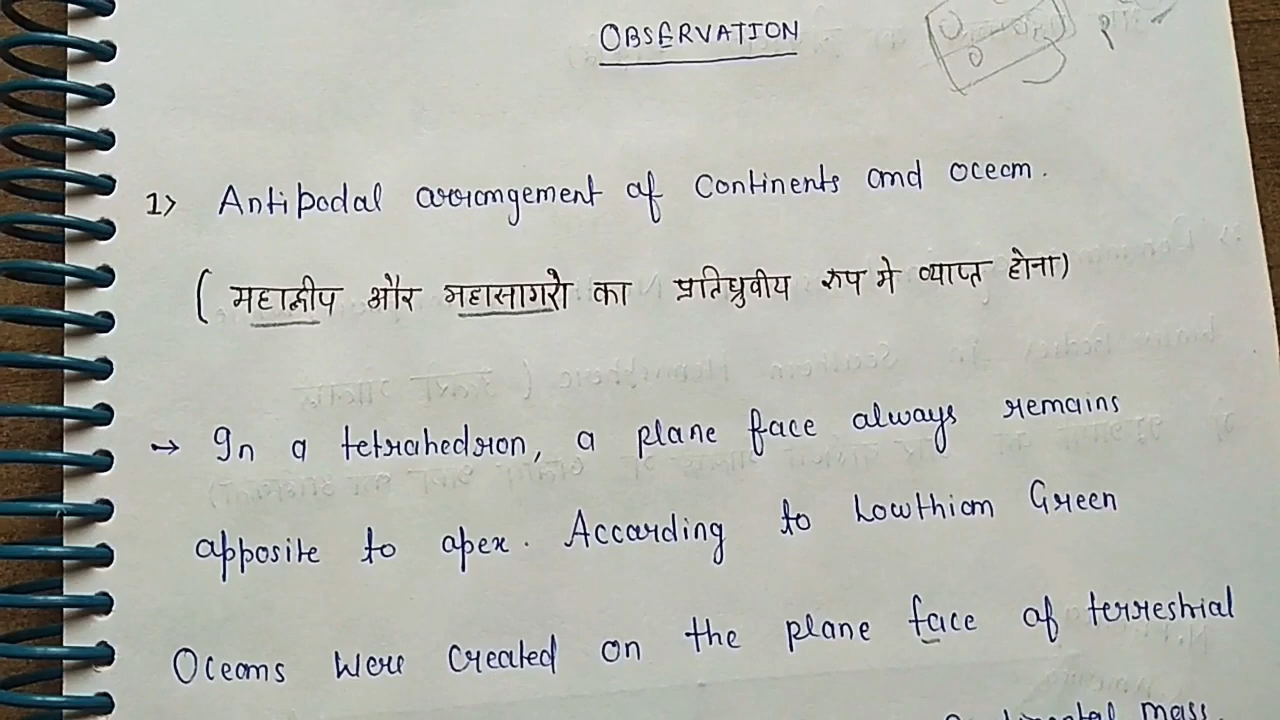 OBSERVATION
1> Antipodal arrangement of Continents and ocean.
(महाद्वीप और महासागरो का प्रतिध्रुवीय रुप मे व्याप्त होना)
→ In a tetrahedron, a plane face always remains
opposite to apex. According to Lowthian Green
Oceans were created on the plane face of terrestrial
mass.